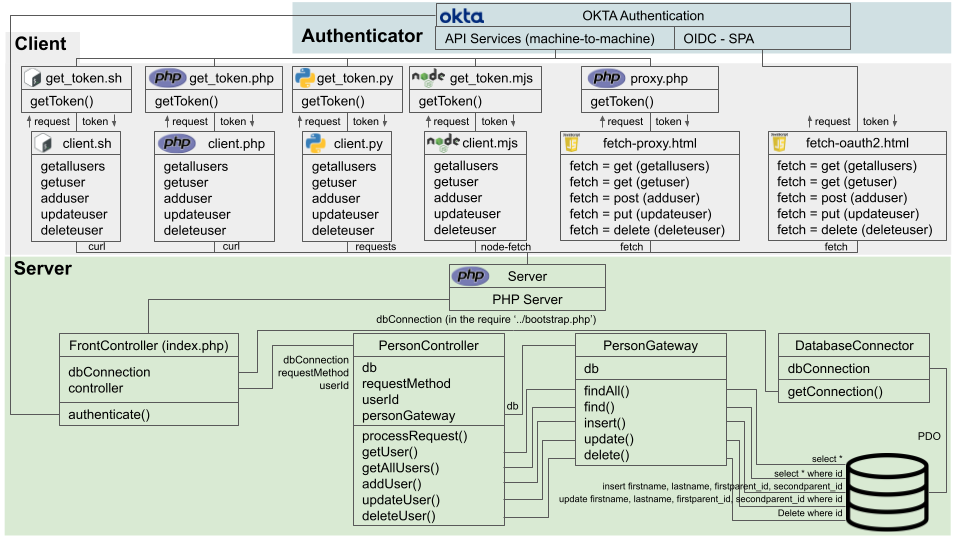 okta
OKTA Authentication
Authenticator
API Services (machine-to-machine)
OIDC - SPA
Client
get_token.sh
getToken()
php
get_token.php
getToken()
get_token.py
getToken()
node
get_token.mjs
getToken()
php
proxy.php
getToken()
request
token
request
token
request
token
request
token
request
token
request
token
client.sh
getallusers
getuser
adduser
updateuser
deleteuser
curl
php
client.php
getallusers
getuser
adduser
updateuser
deleteuser
curl
client.py
getallusers
getuser
adduser
updateuser
deleteuser
requests
node
client.mjs
getallusers
getuser
adduser
updateuser
deleteuser
node-fetch
fetch-proxy.html
fetch = get (getallusers)
fetch = get (getuser)
fetch = post (adduser)
fetch = put (updateuser)
fetch = delete (deleteuser)
fetch
fetch-oauth2.html
fetch = get (getallusers)
fetch = get (getuser)
fetch = post (adduser)
fetch = put (updateuser)
fetch = delete (deleteuser)
fetch
Server
php
Server
PHP Server
dbConnection (in the require '../bootstrap.php')
FrontController (index.php)
dbConnection
controller
authenticate()
dbConnection
requestMethod
userId
PersonController
db
requestMethod
userId
personGateway
processRequest()
getUser()
getAllUsers()
addUser()
updateUser()
deleteUser()
db
PersonGateway
db
findAll()
find()
insert()
update()
delete()
DatabaseConnector
dbConnection
getConnection()
PDO
select *
select * where id
insert firstname, lastname, firstparent_id, secondparent_id
update firstname, lastname, firstparent_id, secondparent_id where id
Delete where id